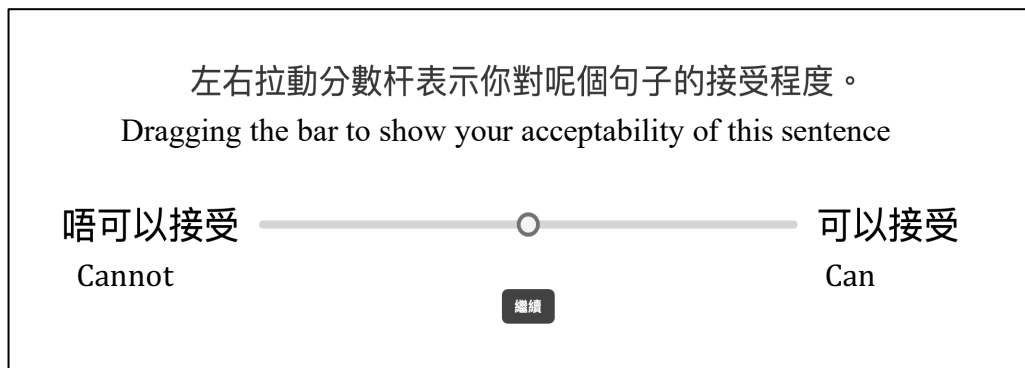 左右拉動分數杆表示你對呢個句子的接受程度。
Dragging the bar to show your acceptability of this sentence
唔可以接受
可以接受
Cannot
Can
繼續